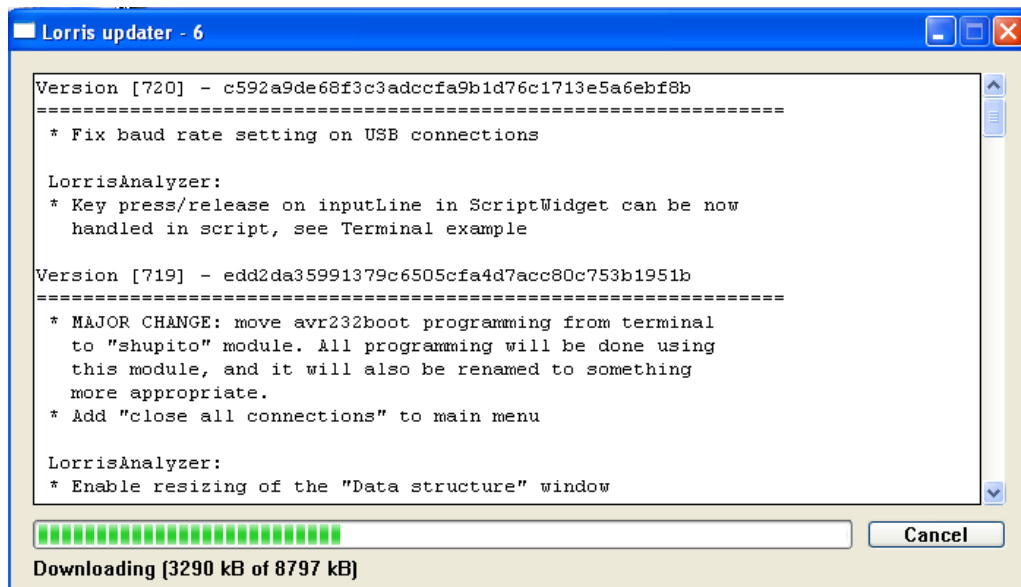 Lorris updater - 6
Version [720] - c592a9de68f3c3adccfa9b1d76c1713e5a6ebf8b
================================================================
* Fix baud rate setting on USB connections
LorrisAnalyzer:
* Key press/release on inputLine in ScriptWidget can be now
handled in script, see Terminal example
Version [719] - edd2da35991379c6505cfa4d7acc80c753b1951b
================================================================
* MAJOR CHANGE: move avr232boot programming from terminal
to "shupito" module. All programming will be done using
this module, and it will also be renamed to something
more appropriate.
* Add "close all connections" to main menu
LorrisAnalyzer:
* Enable resizing of the "Data structure" window
Cancel
Downloading (3290 kB of 8797 kB)